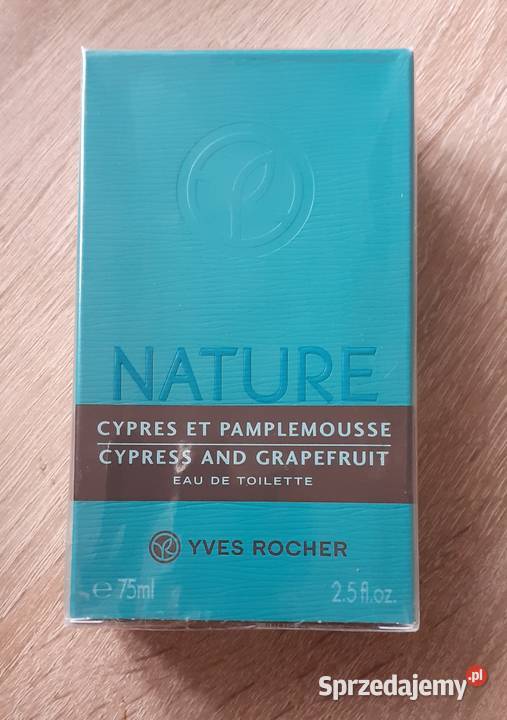 NATURE
CYPRES ET PAMPLEMOUSSE
CYPRESS AND GRAPEFRUIT
EAU DE TOILETTE
YVES ROCHER
℮ 75ml 2.5 fl.oz.
Sprzedajemy.pl